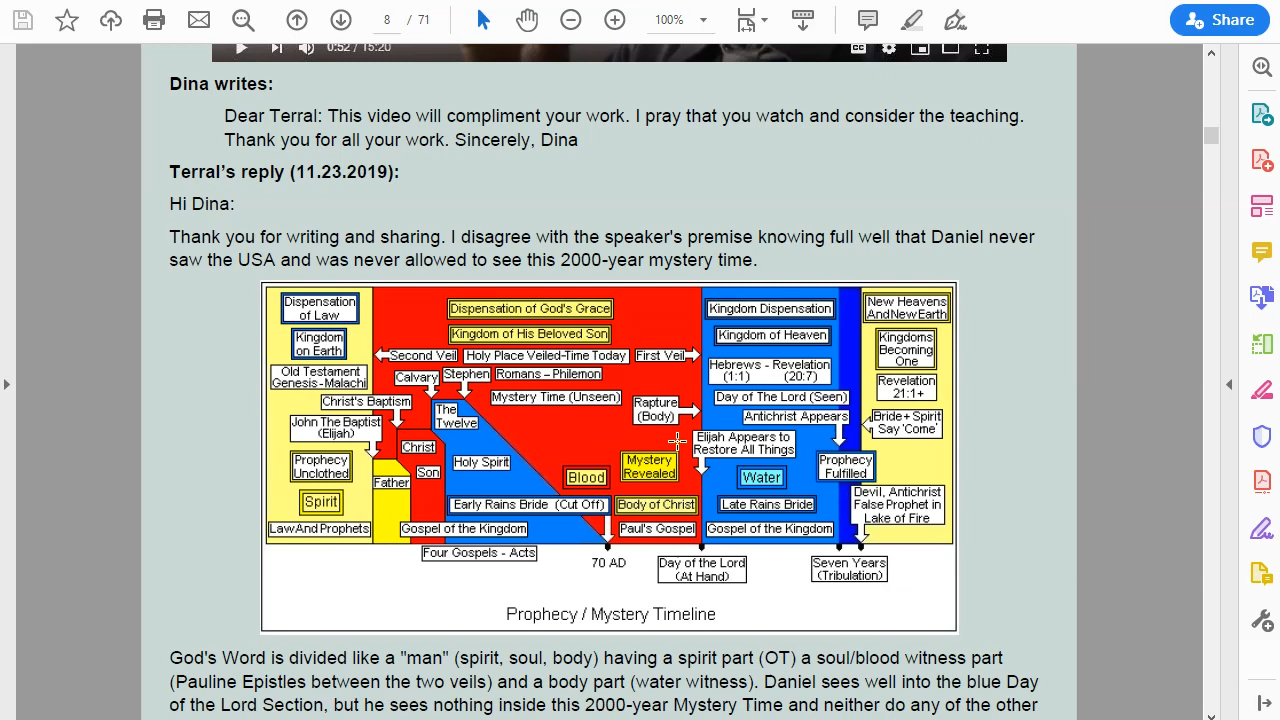 8 / 71
100%
Share
0:52 / 15:20
Dina writes:
Dear Terral: This video will compliment your work. I pray that you watch and consider the teaching.
Thank you for all your work. Sincerely, Dina
Terral's reply (11.23.2019):
Hi Dina:
Thank you for writing and sharing. I disagree with the speaker's premise knowing full well that Daniel never
saw the USA and was never allowed to see this 2000-year mystery time.
Dispensation
of Law
Dispensation of God's Grace
Kingdom Dispensation
New Heavens
And New Earth
Kingdom
on Earth
Kingdom of His Beloved Son
Kingdom of Heaven
Kingdoms
Becoming
One
Second Veil
Holy Place Veiled-Time Today
First Veil
Old Testament
Genesis - Malachi
Calvary
Stephen
Romans – Philemon
Hebrews - Revelation
(1:1) (20:7)
Revelation
21:1+
Christ's Baptism
Mystery Time (Unseen)
Rapture
(Body)
Day of The Lord (Seen)
John The Baptist
(Elijah)
The
Twelve
Antichrist Appears
Bride + Spirit
Say 'Come'
Christ
Elijah Appears to
Restore All Things
Prophecy
Unclothed
Son
Holy Spirit
Mystery
Revealed
Prophecy
Fulfilled
Father
Blood
Water
Spirit
Early Rains Bride (Cut Off)
Body of Christ
Late Rains Bride
Devil, Antichrist
False Prophet in
Lake of Fire
Law And Prophets
Gospel of the Kingdom
Paul's Gospel
Gospel of the Kingdom
Four Gospels - Acts
70 AD
Day of the Lord
(At Hand)
Seven Years
(Tribulation)
Prophecy / Mystery Timeline
God's Word is divided like a "man" (spirit, soul, body) having a spirit part (OT) a soul/blood witness part
(Pauline Epistles between the two veils) and a body part (water witness). Daniel sees well into the blue Day
of the Lord Section, but he sees nothing inside this 2000-year Mystery Time and neither do any of the other